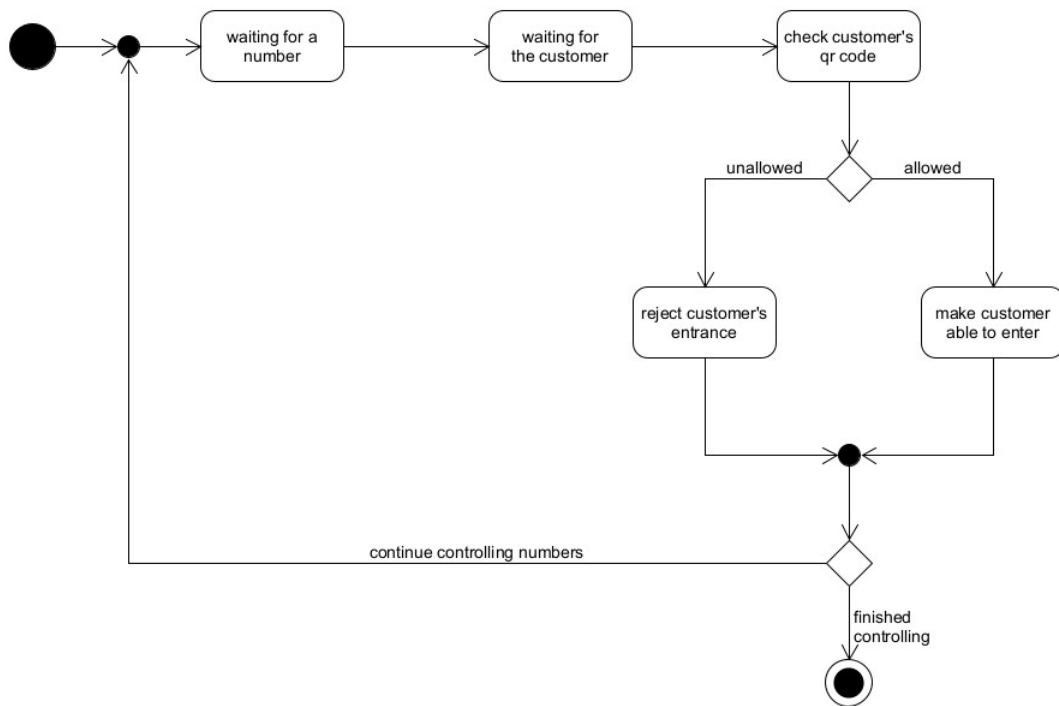 waiting for a
number
waiting for
the customer
check customer's
qr code
unallowed
allowed
reject customer's
entrance
make customer
able to enter
continue controlling numbers
finished
controlling